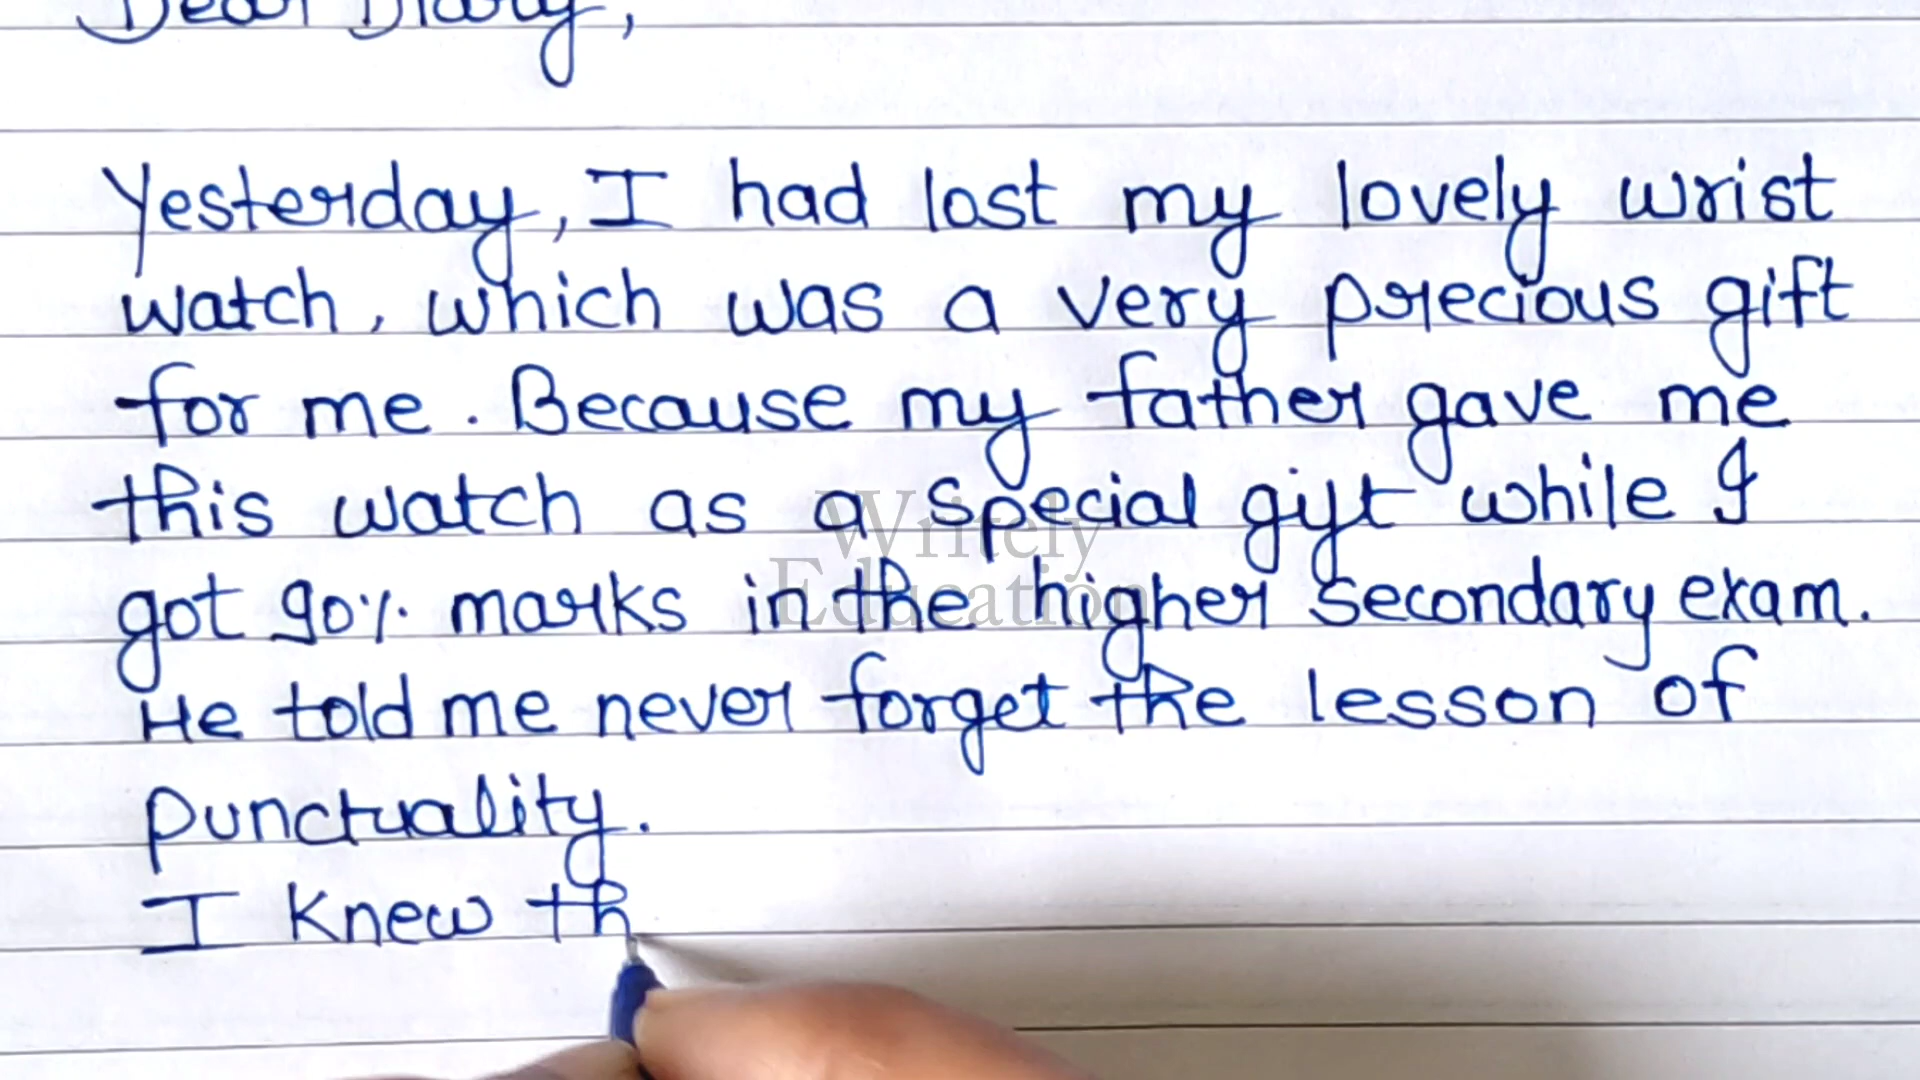 Dear Diary,
Yesterday, I had lost my lovely wrist
watch, which was a very precious gift
for me. Because my father gave me
this watch as a special gift while I
got 90% marks in the higher secondary exam.
He told me never forget the lesson of
punctuality.
I knew th
Writely
Education